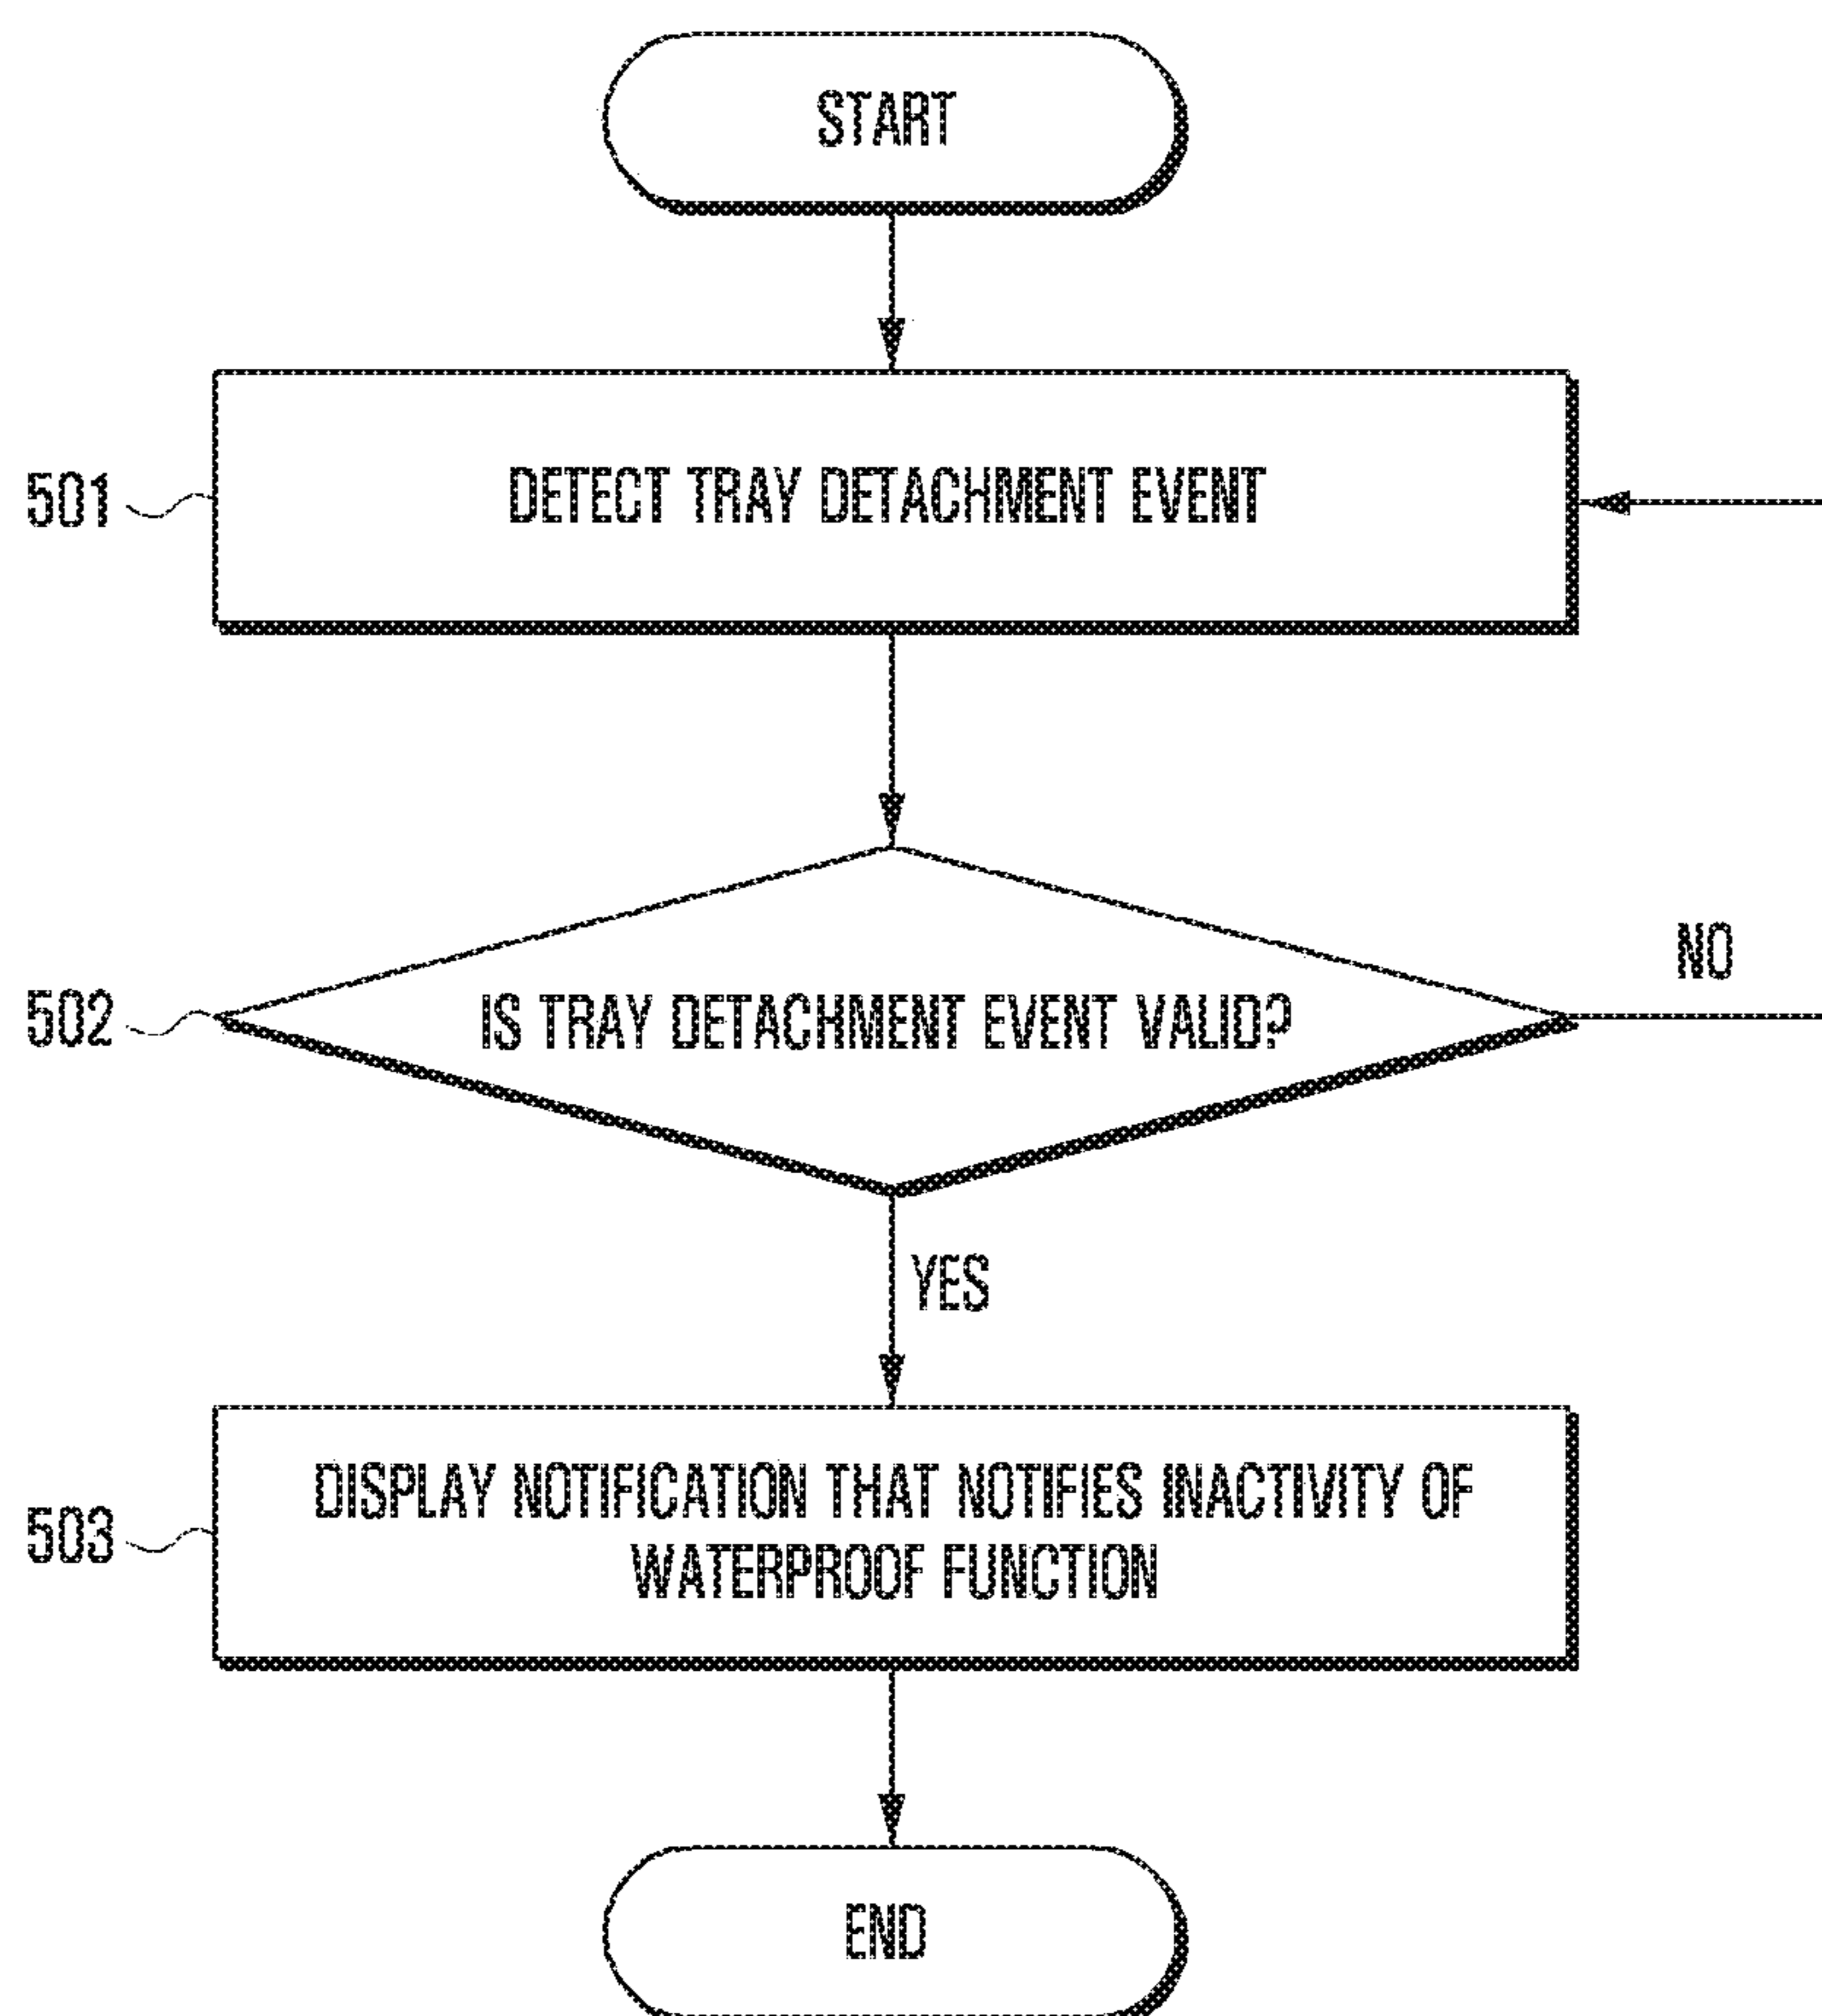 START
501
DETECT TRAY DETACHMENT EVENT
502
IS TRAY DETACHMENT EVENT VALID?
NO
YES
503
DISPLAY NOTIFICATION THAT NOTIFIES INACTIVITY OF
WATERPROOF FUNCTION
END